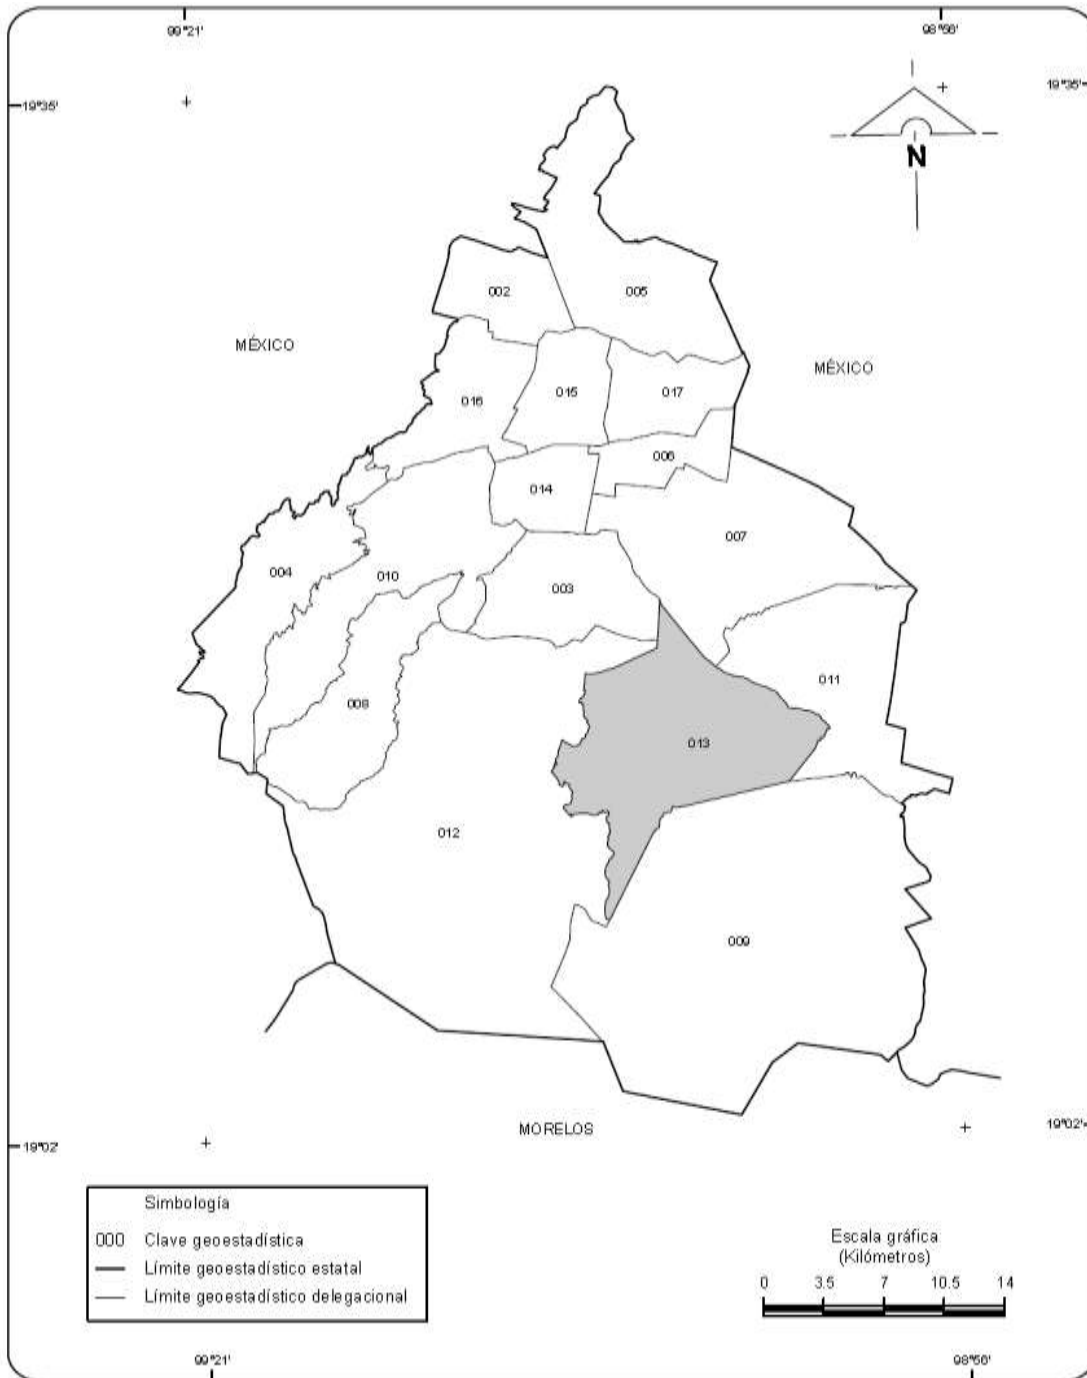 99°21'
98°56'
19°35'
19°35'
N
002
005
MÉXICO
MÉXICO
016
015
017
006
014
007
004
010
003
011
008
013
012
009
MORELOS
19°02'
19°02'
Simbología
000 Clave geoestadística
Límite geoestadístico estatal
Límite geoestadístico delegacional
Escala gráfica
(Kilómetros)
0 3.5 7 10.5 14
99°21'
98°56'